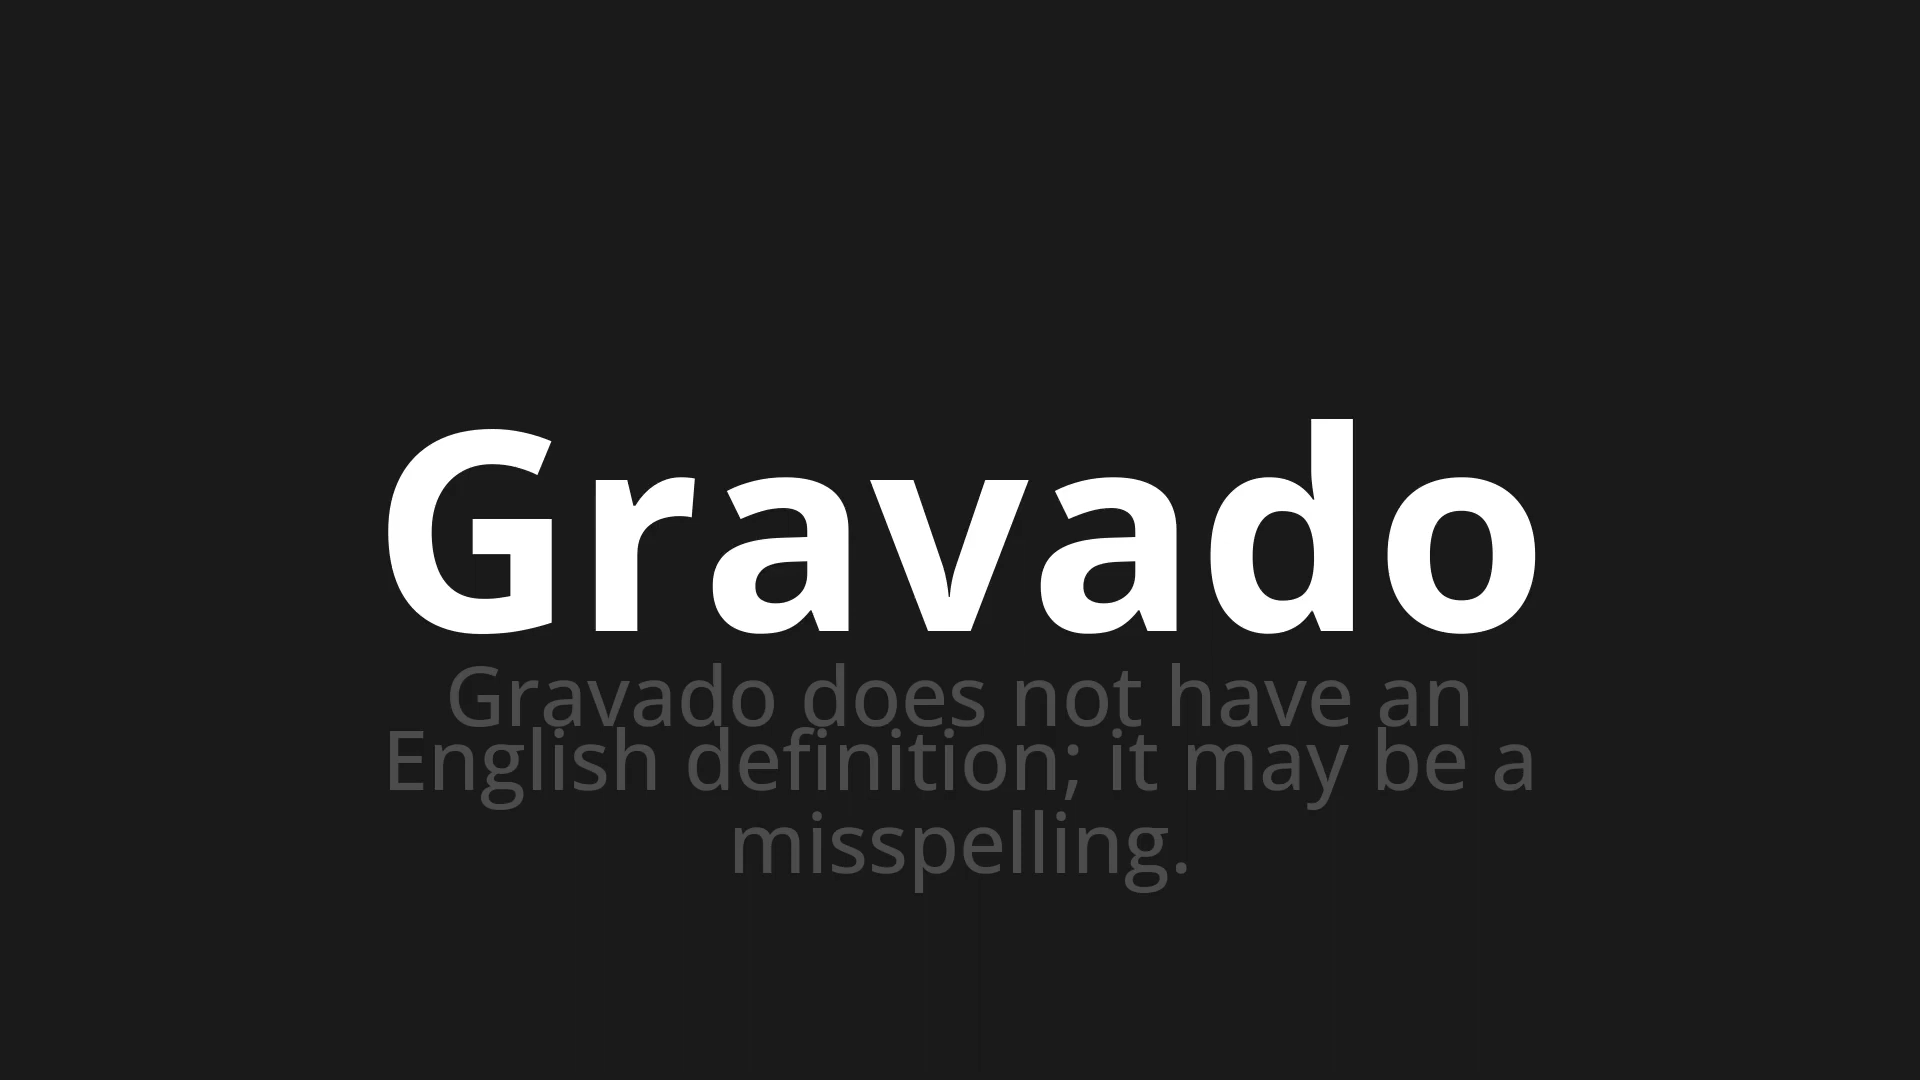 Gravado
Gravado does not have an
English definition; it may be a
misspelling.